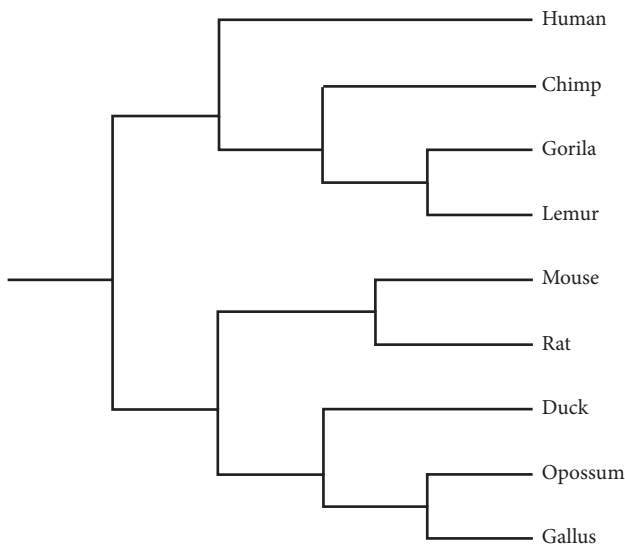 Human
Chimp
Gorila
Lemur
Mouse
Rat
Duck
Opossum
Gallus